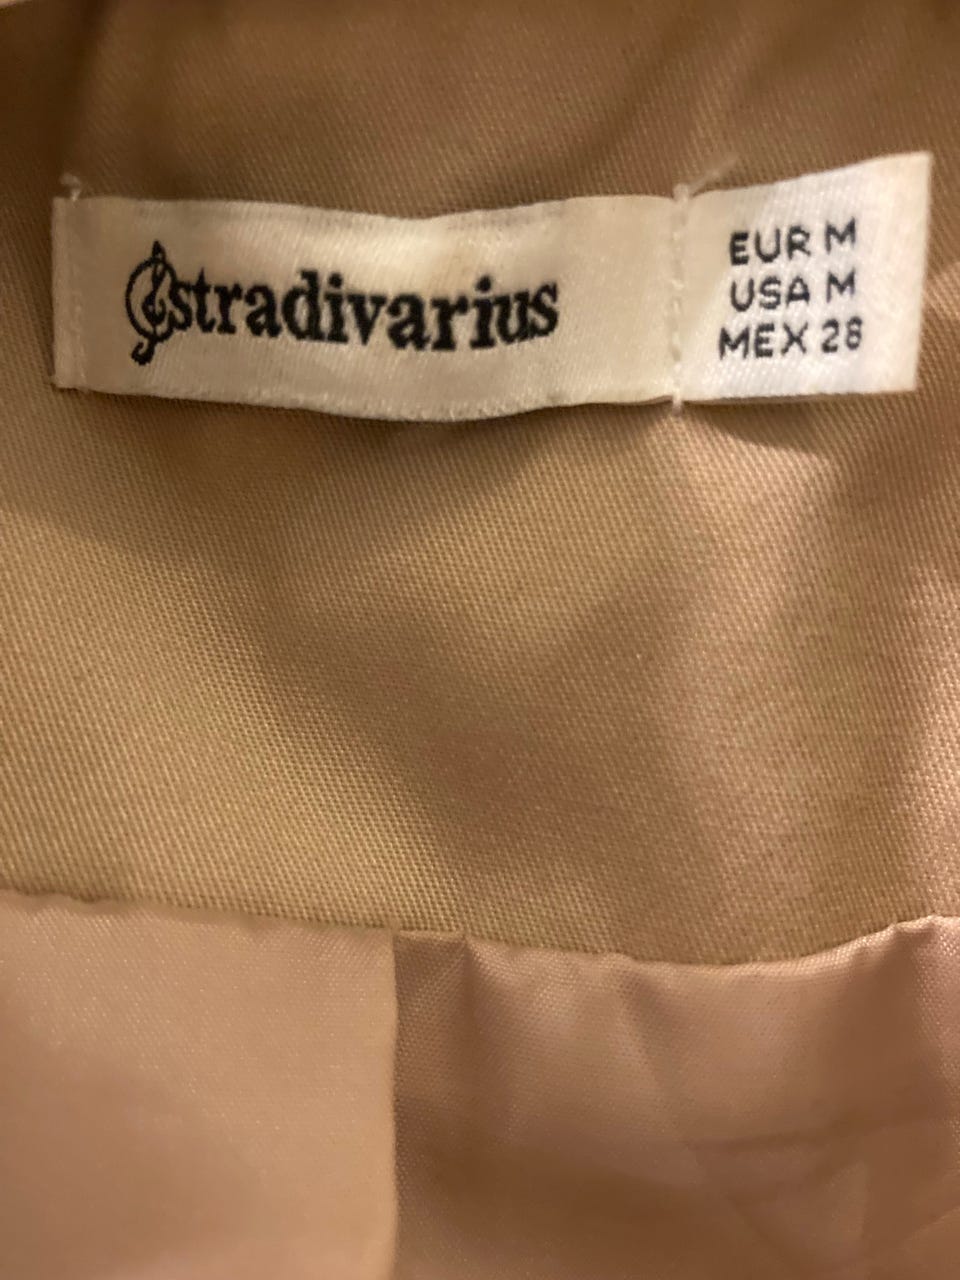 stradivarius
EUR M
USA M
MEX 28